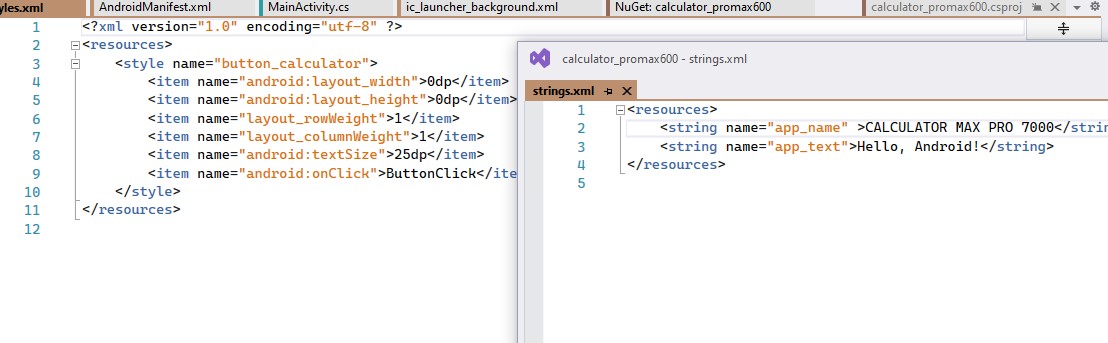 yles.xml AndroidManifest.xml MainActivity.cs ic_launcher_background.xml NuGet: calculator_promax600 calculator_promax600.csproj
1 <?xml version="1.0" encoding="utf-8" ?>
2 <resources>
3 <style name="button_calculator">
4 <item name="android:layout_width">0dp</item>
5 <item name="android:layout_height">0dp</item>
6 <item name="layout_rowWeight">1</item>
7 <item name="layout_columnWeight">1</item>
8 <item name="android:textSize">25dp</item>
9 <item name="android:onClick">ButtonClick</ite
10 </style>
11 </resources>
12
calculator_promax600 - strings.xml
strings.xml
1 <resources>
2 <string name="app_name" >CALCULATOR MAX PRO 7000</strin
3 <string name="app_text">Hello, Android!</string>
4 </resources>
5